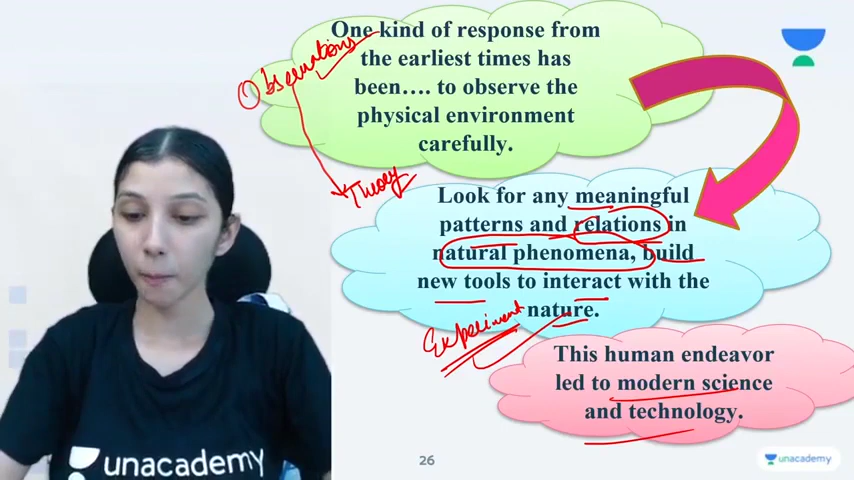 One kind of response from
the earliest times has
been…. to observe the
physical environment
carefully.
Observations
Theory
Look for any meaningful
patterns and relations in
natural phenomena, build
new tools to interact with the
nature.
Experiment
This human endeavor
led to modern science
and technology.
unacademy
26
unacademy